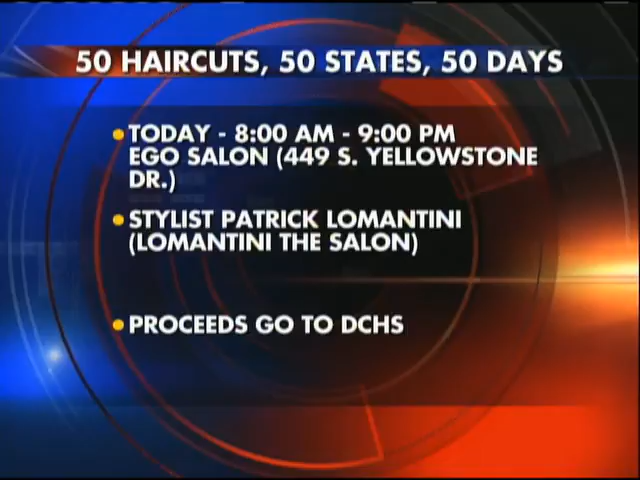 50 HAIRCUTS, 50 STATES, 50 DAYS
• TODAY - 8:00 AM - 9:00 PM
EGO SALON (449 S. YELLOWSTONE
DR.)
• STYLIST PATRICK LOMANTINI
(LOMANTINI THE SALON)
• PROCEEDS GO TO DCHS